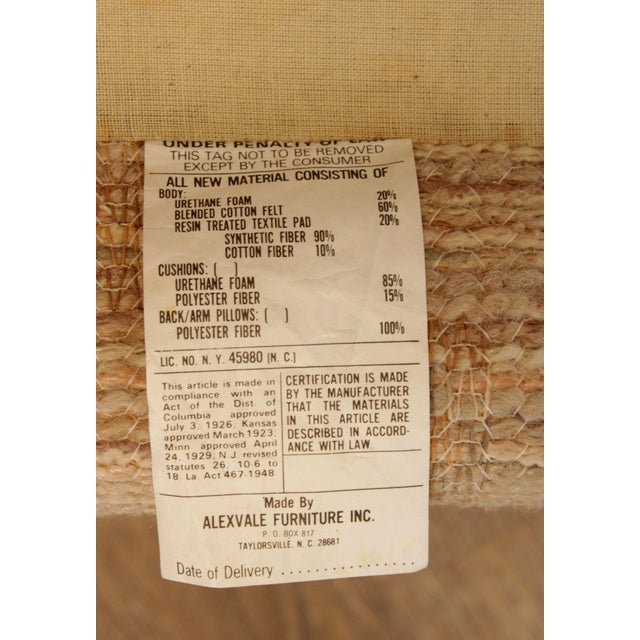 UNDER PENALTY OF LAW
THIS TAG NOT TO BE REMOVED
EXCEPT BY THE CONSUMER
ALL NEW MATERIAL CONSISTING OF
BODY:
URETHANE FOAM 20%
BLENDED COTTON FELT 60%
RESIN TREATED TEXTILE PAD 20%
SYNTHETIC FIBER 90%
COTTON FIBER 10%
CUSHIONS: ( )
URETHANE FOAM 85%
POLYESTER FIBER 15%
BACK/ARM PILLOWS: ( )
POLYESTER FIBER 100%
LIC. NO. N. Y. 45980 (N. C.)
This article is made in
compliance with an
Act of the Dist. of
Columbia approved
July 3, 1926, Kansas
approved March 1923,
Minn approved April
24, 1929, N.J. revised
statutes 26, 10-6 to
18. La. Act 467-1948
CERTIFICATION IS MADE
BY THE MANUFACTURER
THAT THE MATERIALS
IN THIS ARTICLE ARE
DESCRIBED IN ACCORD-
ANCE WITH LAW.
Made By
ALEXVALE FURNITURE INC.
P. O. BOX 817
TAYLORSVILLE, N. C. 28681
Date of Delivery ................